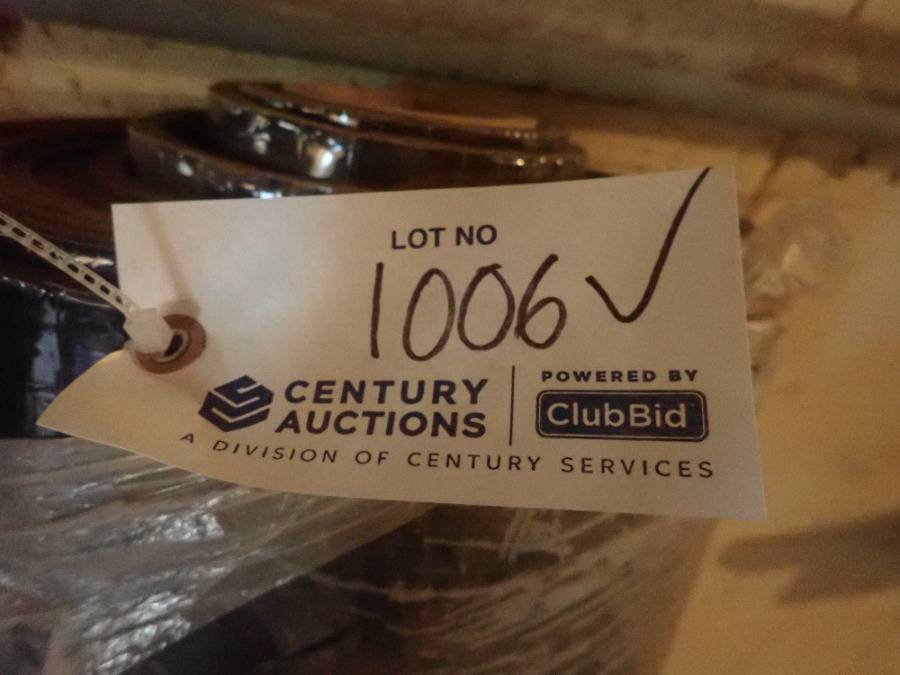 LOT NO
1006 ✓
CENTURY AUCTIONS
POWERED BY
ClubBid
A DIVISION OF CENTURY SERVICES